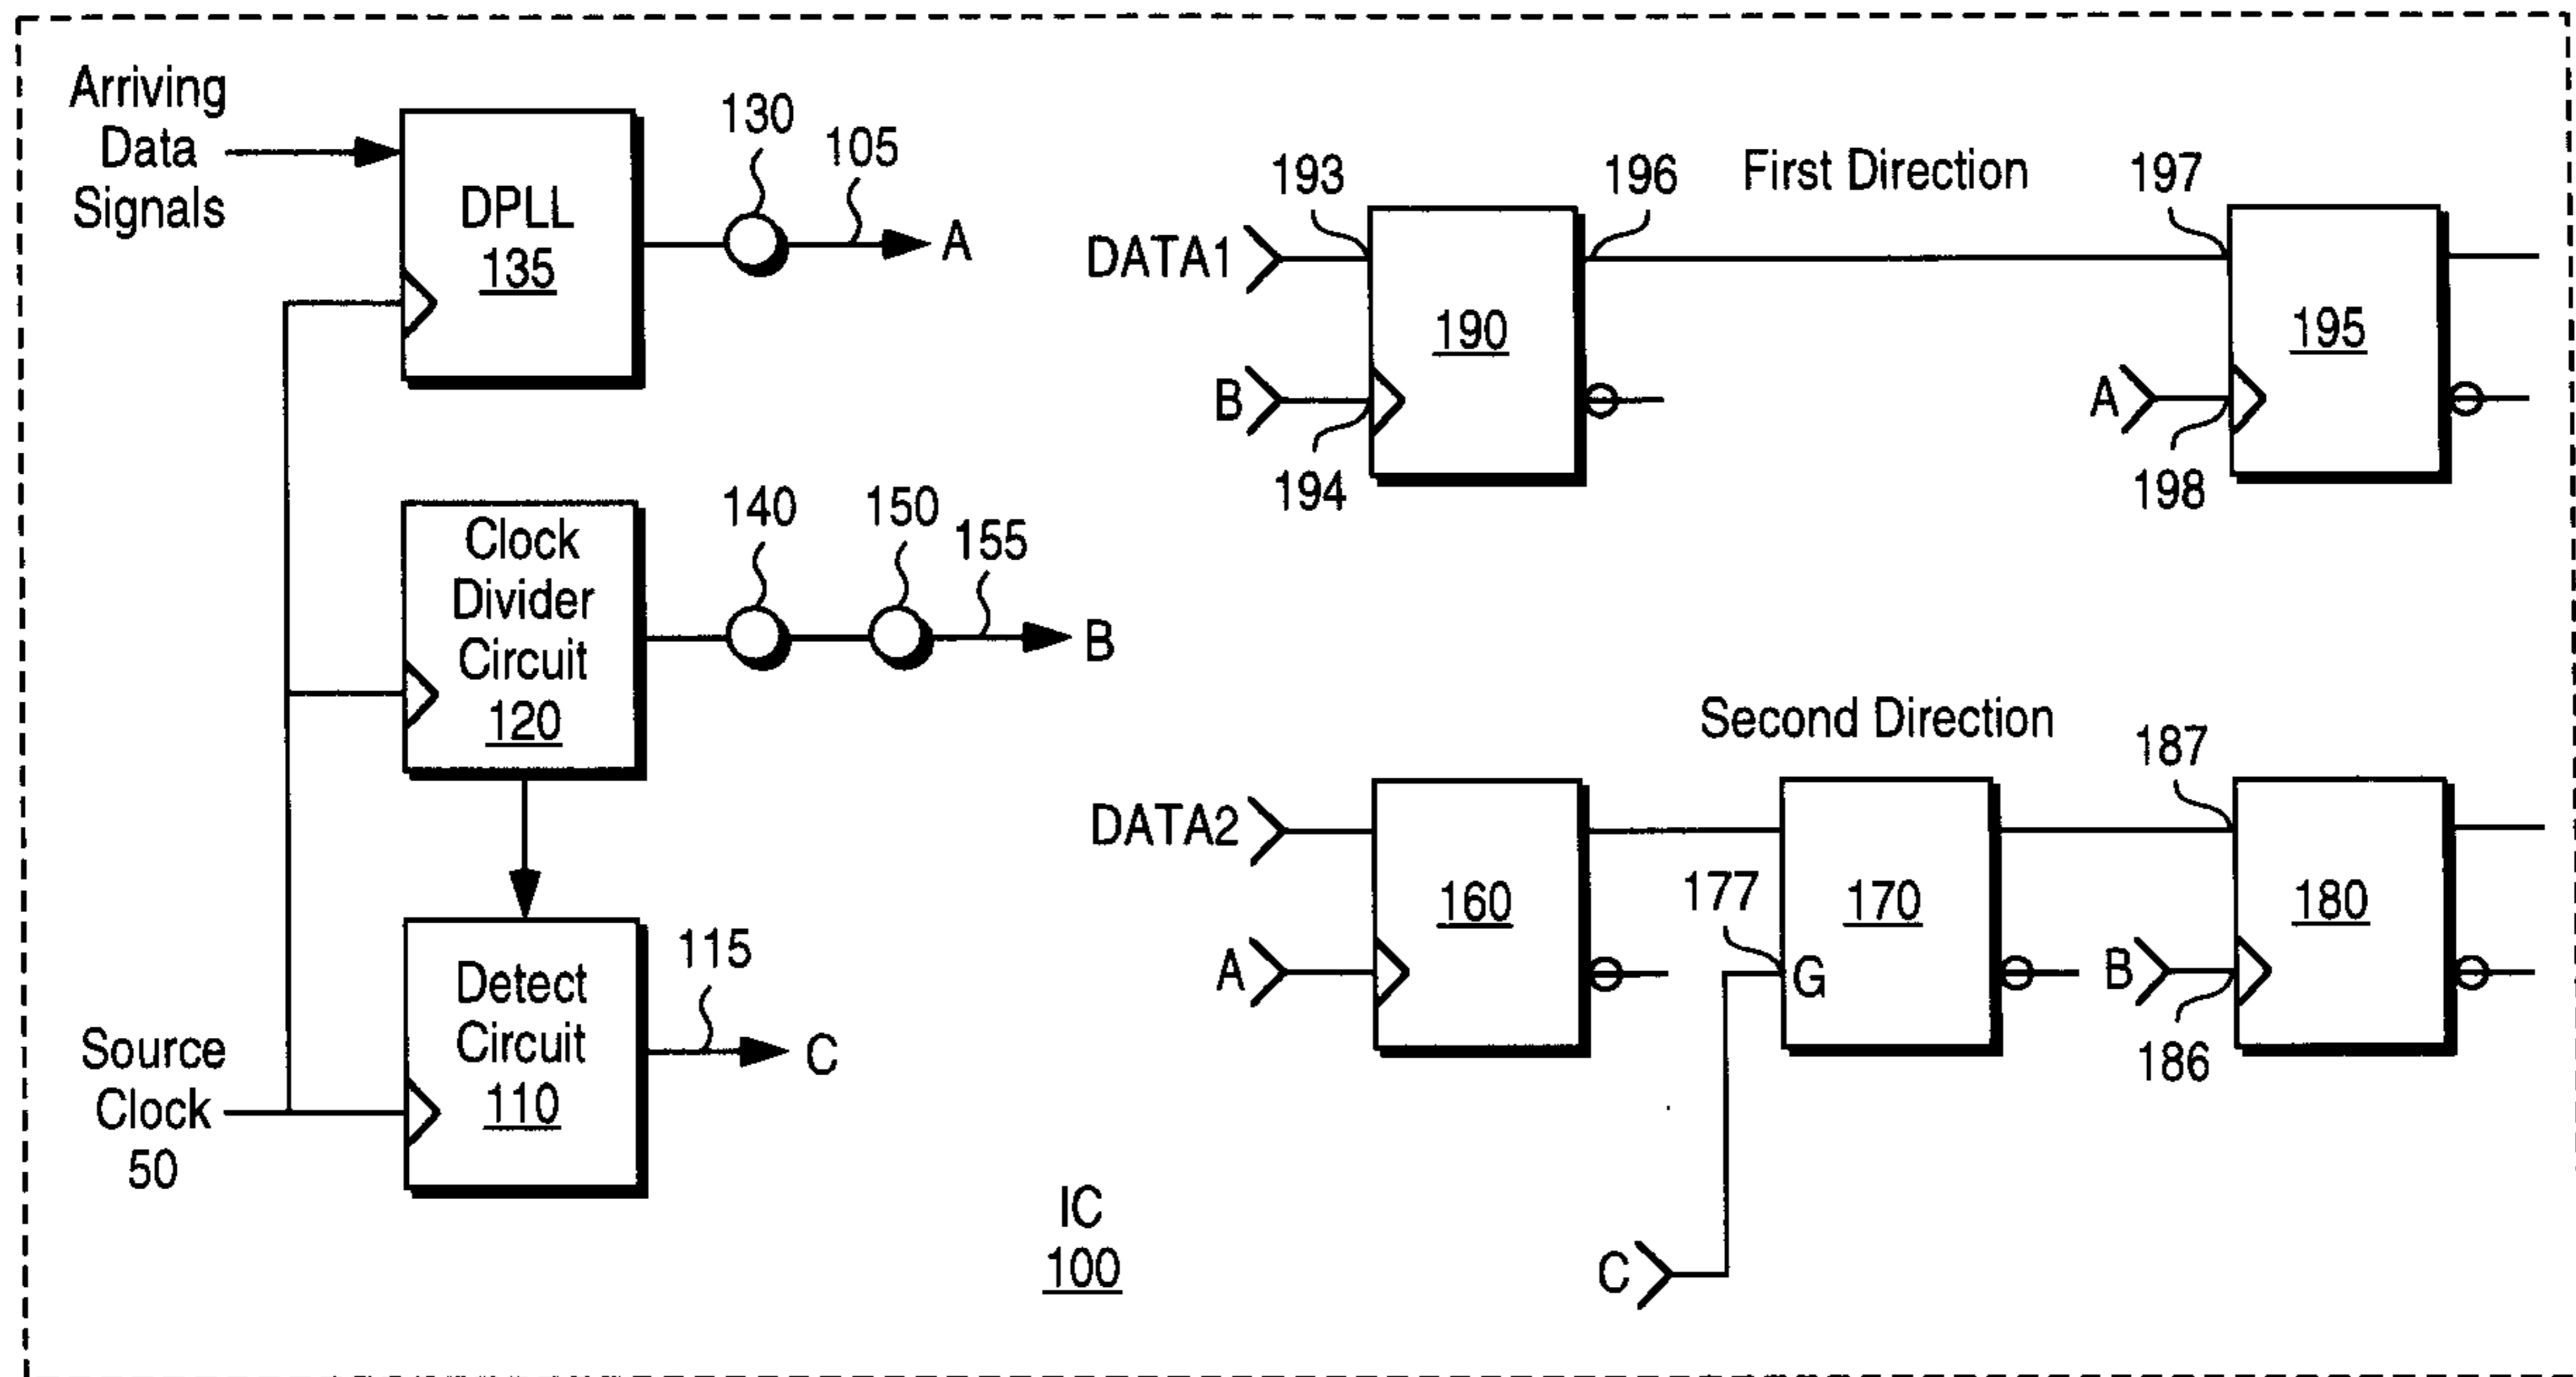 Arriving
Data
Signals
DPLL
135
130
105
A
Clock
Divider
Circuit
120
140
150
155
B
Detect
Circuit
110
115
C
Source
Clock
50
IC
100
First Direction
DATA1
193
B
194
190
196
197
A
198
195
Second Direction
DATA2
A
160
177
G
170
C
187
B
186
180